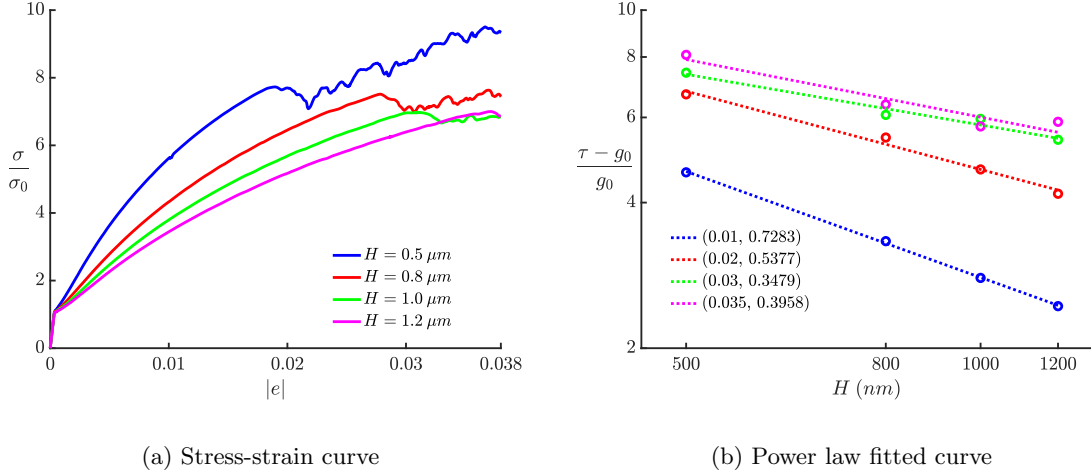 10
8
6
4
2
0
σ
σ₀
0
0.01
0.02
0.03
0.038
|e|
H = 0.5 μm
H = 0.8 μm
H = 1.0 μm
H = 1.2 μm
(a) Stress-strain curve
10
8
6
4
2
τ − g₀
g₀
500
800
1000
1200
H (nm)
(0.01, 0.7283)
(0.02, 0.5377)
(0.03, 0.3479)
(0.035, 0.3958)
(b) Power law fitted curve